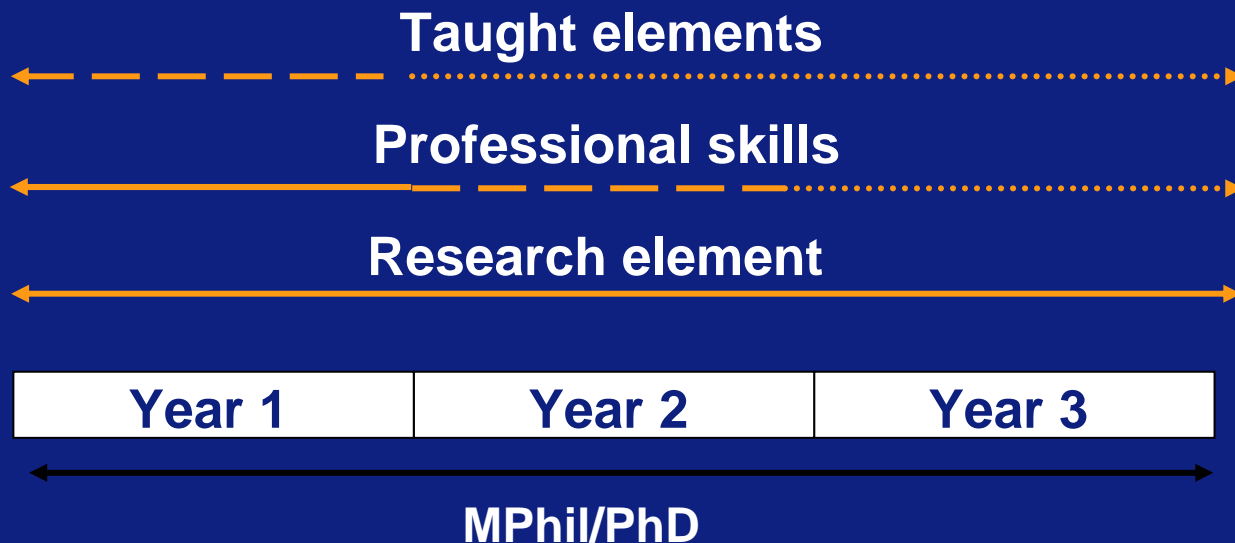 Taught elements
Professional skills
Research element
Year 1 Year 2 Year 3
MPhil/PhD